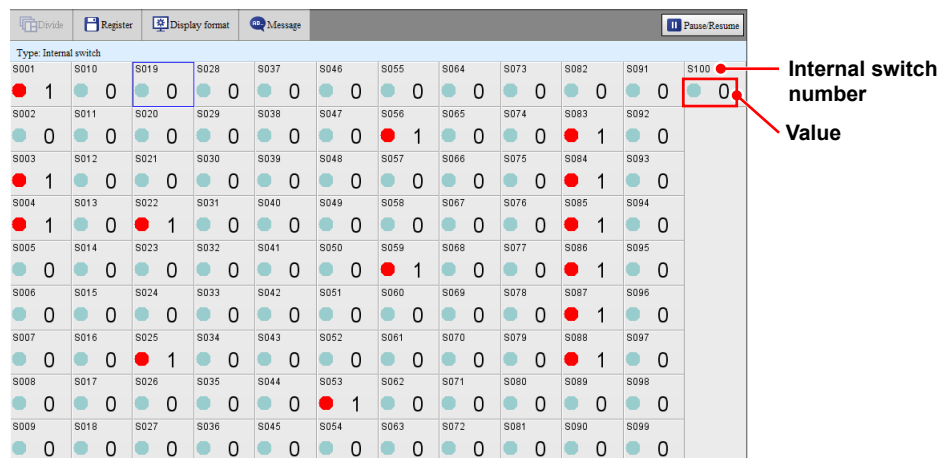 Divide Register Display format Message Pause/Resume
Type: Internal switch
S001 S010 S019 S028 S037 S046 S055 S064 S073 S082 S091 S100 Internal switch
1 0 0 0 0 0 0 0 0 0 0 0 number
S002 S011 S020 S029 S038 S047 S056 S065 S074 S083 S092 Value
0 0 0 0 0 0 1 0 0 1 0
S003 S012 S021 S030 S039 S048 S057 S066 S075 S084 S093
1 0 0 0 0 0 0 0 0 1 0
S004 S013 S022 S031 S040 S049 S058 S067 S076 S085 S094
1 0 1 0 0 0 0 0 0 1 0
S005 S014 S023 S032 S041 S050 S059 S068 S077 S086 S095
0 0 0 0 0 0 1 0 0 1 0
S006 S015 S024 S033 S042 S051 S060 S069 S078 S087 S096
0 0 0 0 0 0 0 0 0 1 0
S007 S016 S025 S034 S043 S052 S061 S070 S079 S088 S097
0 0 1 0 0 0 0 0 0 1 0
S008 S017 S026 S035 S044 S053 S062 S071 S080 S089 S098
0 0 0 0 0 1 0 0 0 0 0
S009 S018 S027 S036 S045 S054 S063 S072 S081 S090 S099
0 0 0 0 0 0 0 0 0 0 0